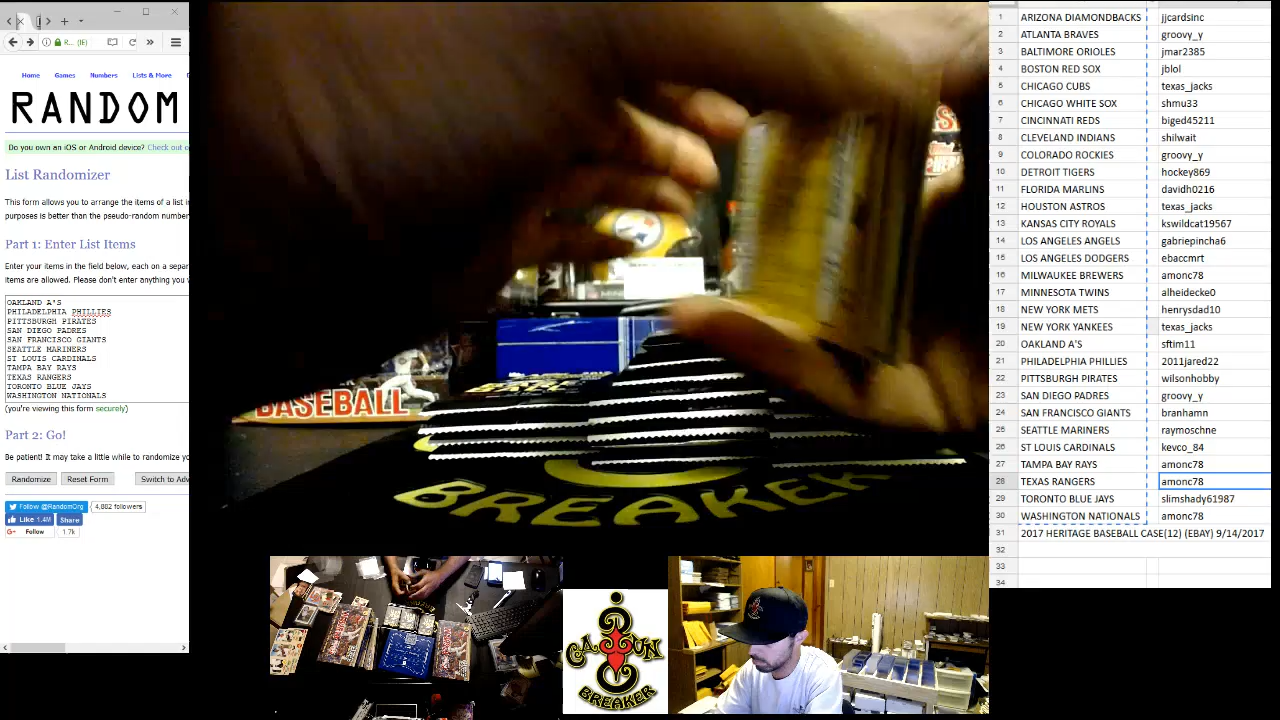 R... (IE)
Home Games Numbers Lists & More
RANDOM
Do you own an iOS or Android device? Check out o
List Randomizer
This form allows you to arrange the items of a list i
purposes is better than the pseudo-random number
Part 1: Enter List Items
Enter your items in the field below, each on a sepa
items are allowed. Please don't enter anything you
OAKLAND A'S
PHILADELPHIA PHILLIES
PITTSBURGH PIRATES
SAN DIEGO PADRES
SAN FRANCISCO GIANTS
SEATTLE MARINERS
ST LOUIS CARDINALS
TAMPA BAY RAYS
TEXAS RANGERS
TORONTO BLUE JAYS
WASHINGTON NATIONALS
(you're viewing this form securely)
Part 2: Go!
Be patient! It may take a little while to randomize yo
Randomize Reset Form Switch to Adv
Follow @RandomOrg 4,882 followers
Like 1.4M Share
Follow 1.7k
BASEBALL
BREAKER
CAJUN
BREAKER
1 ARIZONA DIAMONDBACKS jjcardsinc
2 ATLANTA BRAVES groovy_y
3 BALTIMORE ORIOLES jmar2385
4 BOSTON RED SOX jblol
5 CHICAGO CUBS texas_jacks
6 CHICAGO WHITE SOX shmu33
7 CINCINNATI REDS biged45211
8 CLEVELAND INDIANS shilwait
9 COLORADO ROCKIES groovy_y
10 DETROIT TIGERS hockey869
11 FLORIDA MARLINS davidh0216
12 HOUSTON ASTROS texas_jacks
13 KANSAS CITY ROYALS kswildcat19567
14 LOS ANGELES ANGELS gabriepincha6
15 LOS ANGELES DODGERS ebaccmrt
16 MILWAUKEE BREWERS amonc78
17 MINNESOTA TWINS alheidecke0
18 NEW YORK METS henrysdad10
19 NEW YORK YANKEES texas_jacks
20 OAKLAND A'S sftim11
21 PHILADELPHIA PHILLIES 2011jared22
22 PITTSBURGH PIRATES wilsonhobby
23 SAN DIEGO PADRES groovy_y
24 SAN FRANCISCO GIANTS branhamn
25 SEATTLE MARINERS raymoschne
26 ST LOUIS CARDINALS kevco_84
27 TAMPA BAY RAYS amonc78
28 TEXAS RANGERS amonc78
29 TORONTO BLUE JAYS slimshady61987
30 WASHINGTON NATIONALS amonc78
31 2017 HERITAGE BASEBALL CASE(12) (EBAY) 9/14/2017
32
33
34